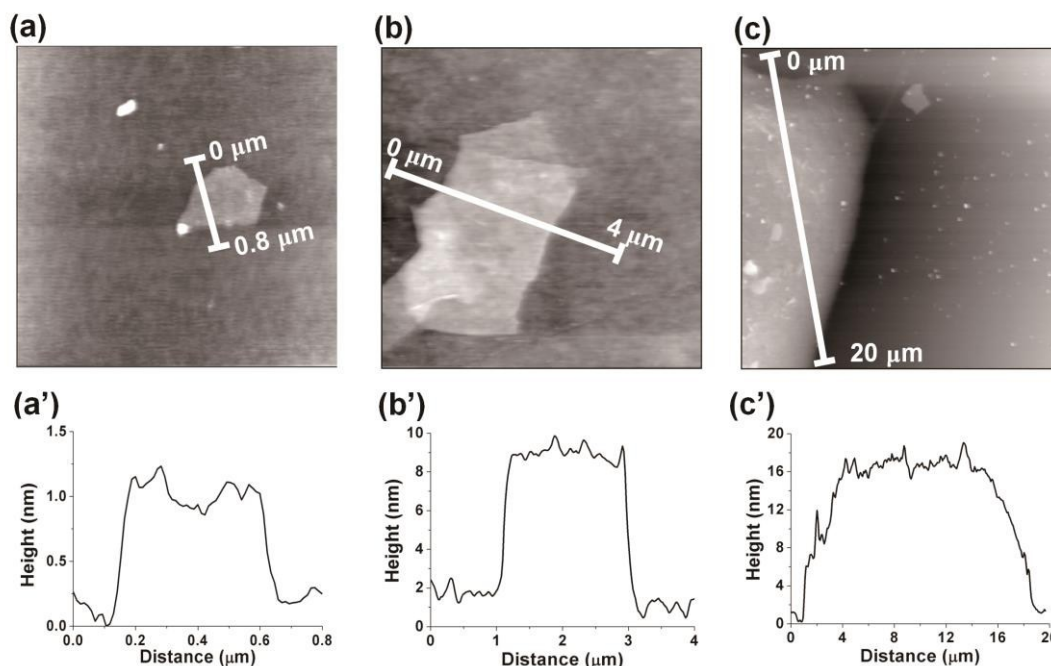 (a)
0 μm
0.8 μm
(b)
0 μm
4 μm
(c)
0 μm
20 μm
(a’)
1.5
1.0
0.5
0.0
Height (nm)
0.0 0.2 0.4 0.6 0.8
Distance (μm)
(b’)
10
8
6
4
2
0
Height (nm)
0 1 2 3 4
Distance (μm)
(c’)
20
16
12
8
4
0
Height (nm)
0 4 8 12 16 20
Distance (μm)